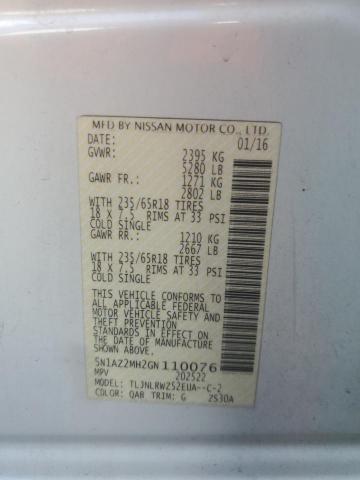 MFD BY NISSAN MOTOR CO., LTD.
DATE: 01/16
GVWR: 2395 KG
5280 LB
GAWR FR.: 1271 KG
2802 LB
WITH 235/65R18 TIRES
18 X 7.5 RIMS AT 33 PSI
COLD SINGLE
GAWR RR.: 1210 KG
2667 LB
WITH 235/65R18 TIRES
18 X 7.5 RIMS AT 33 PSI
COLD SINGLE
THIS VEHICLE CONFORMS TO
ALL APPLICABLE FEDERAL
MOTOR VEHICLE SAFETY AND
THEFT PREVENTION
STANDARDS IN EFFECT ON
THE DATE OF MANUFACTURE
SHOWN ABOVE.
5N1AZ2MH2GN110076
MPV 202522
MODEL: TLJNLRWZ52EUA--C-2
COLOR: QAB TRIM: G 2S30A